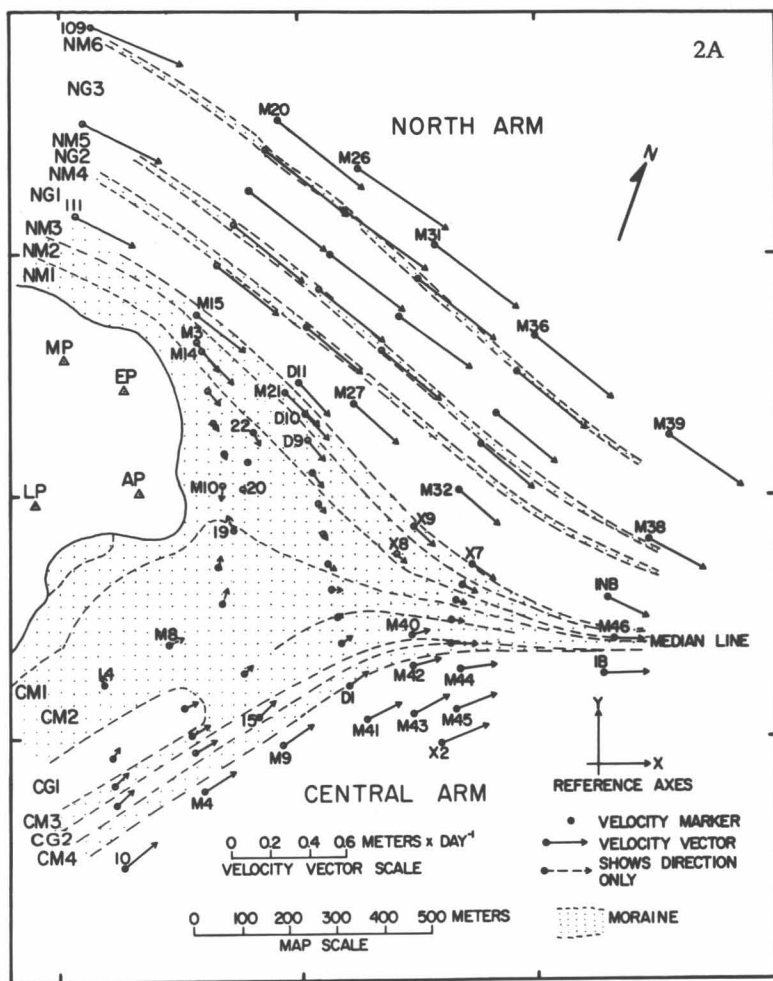 2A
109
NM6
NG3
M20
NORTH ARM
M26
N
NM5
NG2
NM4
NG1
111
M31
NM3
NM2
NM1
M15
M3
M14
M36
MP
EP
D11
M21
M27
D10
22
D9
M39
LP
AP
M10
20
M32
19
X9
X8
X7
M38
INB
M8
M40
M46
MEDIAN LINE
14
M42
M44
1B
CM1
CM2
D1
15
M41
M43
M45
Y
M9
X2
X
CG1
M4
CENTRAL ARM
REFERENCE AXES
CM3
CG2
CM4
10
0 0.2 0.4 0.6 METERS x DAY⁻¹
VELOCITY VECTOR SCALE
VELOCITY MARKER
VELOCITY VECTOR
SHOWS DIRECTION
ONLY
0 100 200 300 400 500 METERS
MAP SCALE
MORAINE